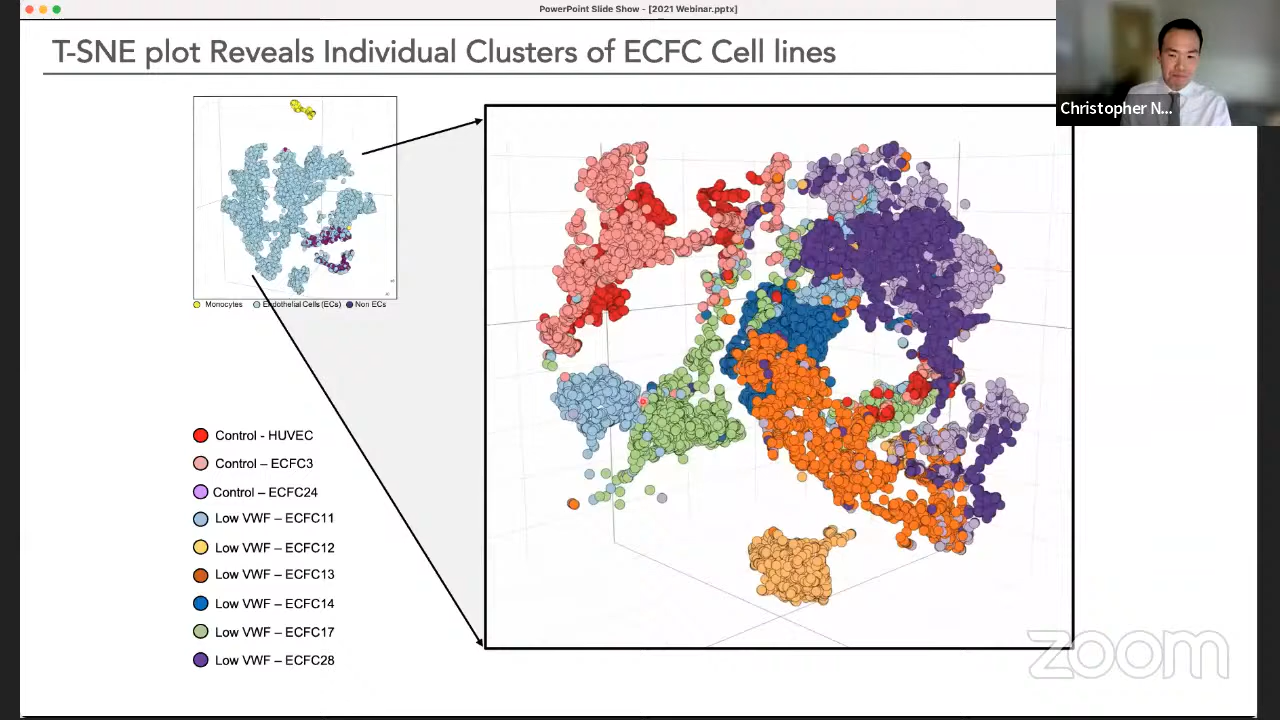 PowerPoint Slide Show - [2021 Webinar.pptx]
T-SNE plot Reveals Individual Clusters of ECFC Cell lines
Christopher N...
Monocytes Endothelial Cells (ECs) Non ECs
Control - HUVEC
Control – ECFC3
Control – ECFC24
Low VWF – ECFC11
Low VWF – ECFC12
Low VWF – ECFC13
Low VWF – ECFC14
Low VWF – ECFC17
Low VWF – ECFC28
zoom